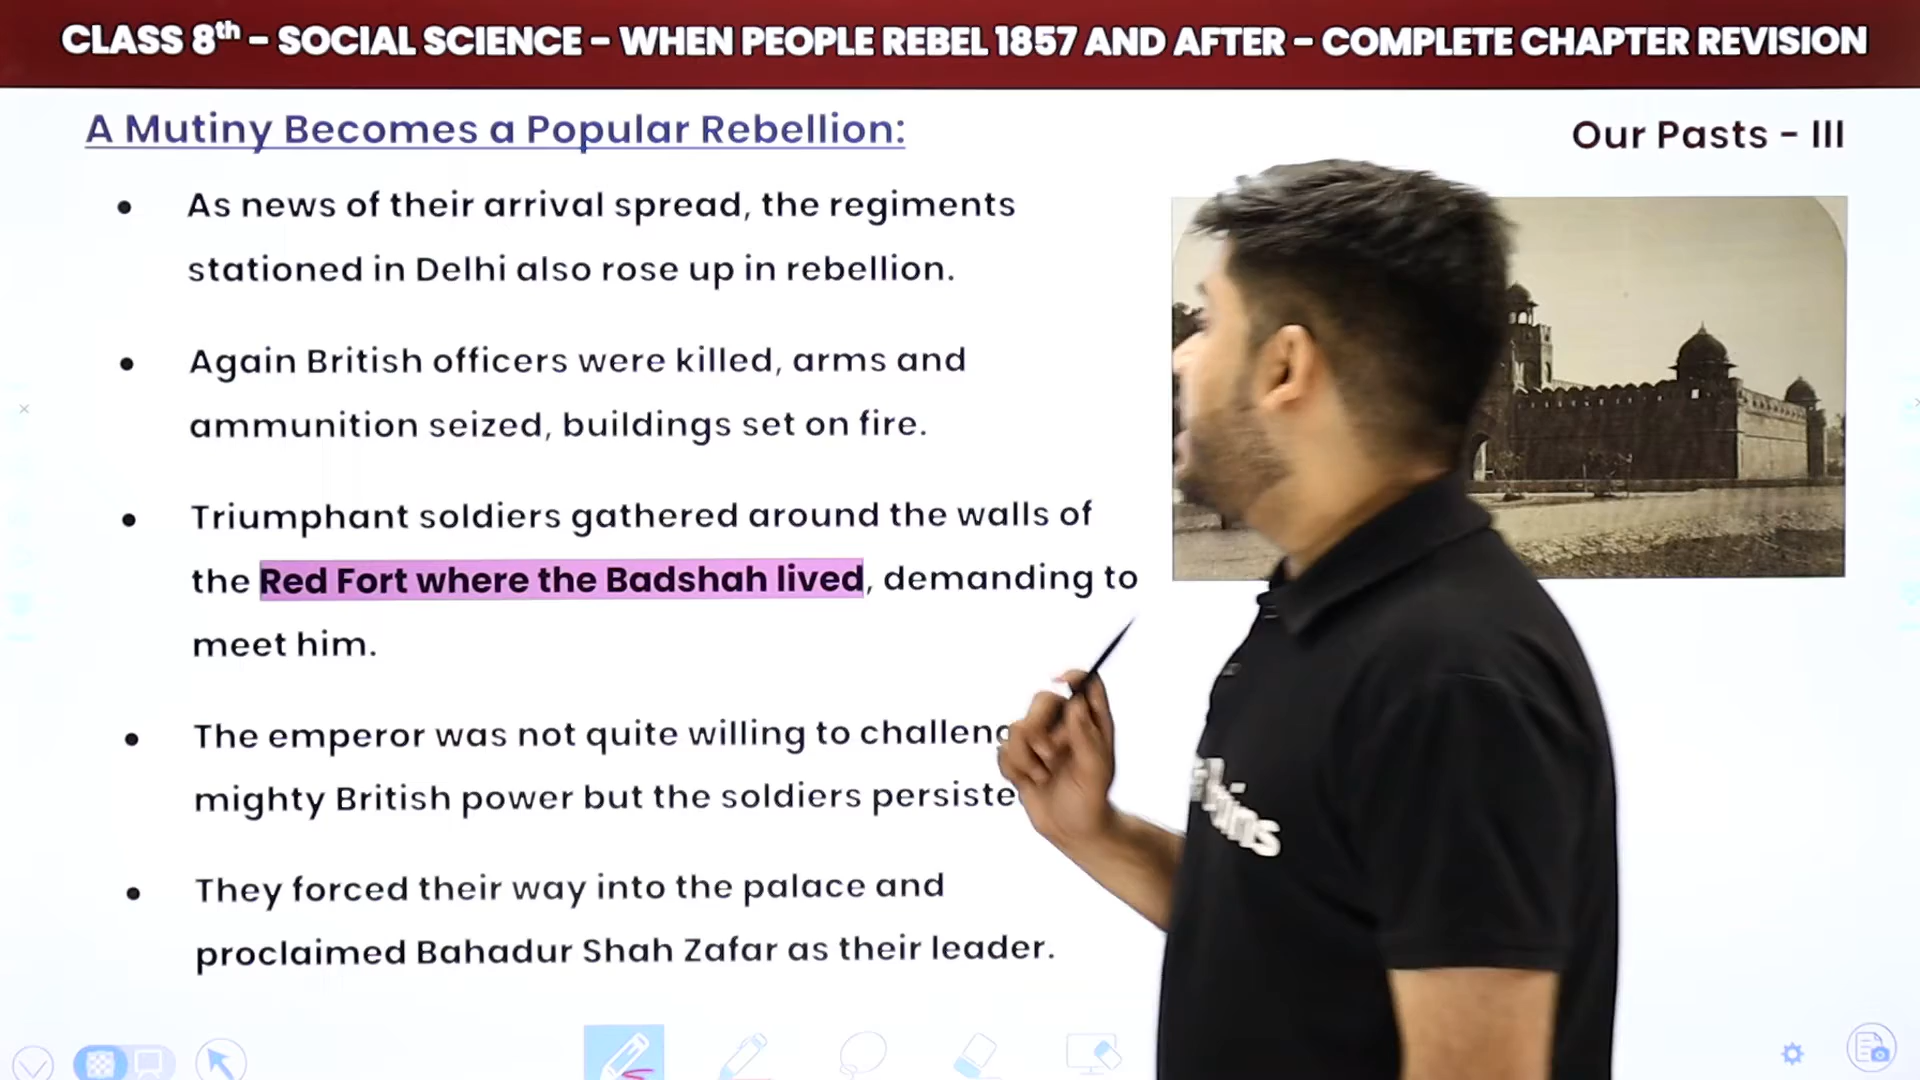 CLASS 8th – SOCIAL SCIENCE – WHEN PEOPLE REBEL 1857 AND AFTER – COMPLETE CHAPTER REVISION
A Mutiny Becomes a Popular Rebellion:
Our Pasts – III
• As news of their arrival spread, the regiments
stationed in Delhi also rose up in rebellion.
• Again British officers were killed, arms and
ammunition seized, buildings set on fire.
• Triumphant soldiers gathered around the walls of
the Red Fort where the Badshah lived, demanding to
meet him.
• The emperor was not quite willing to
mighty British power but the soldiers
• They forced their way into the palace and
proclaimed Bahadur Shah Zafar as their leader.